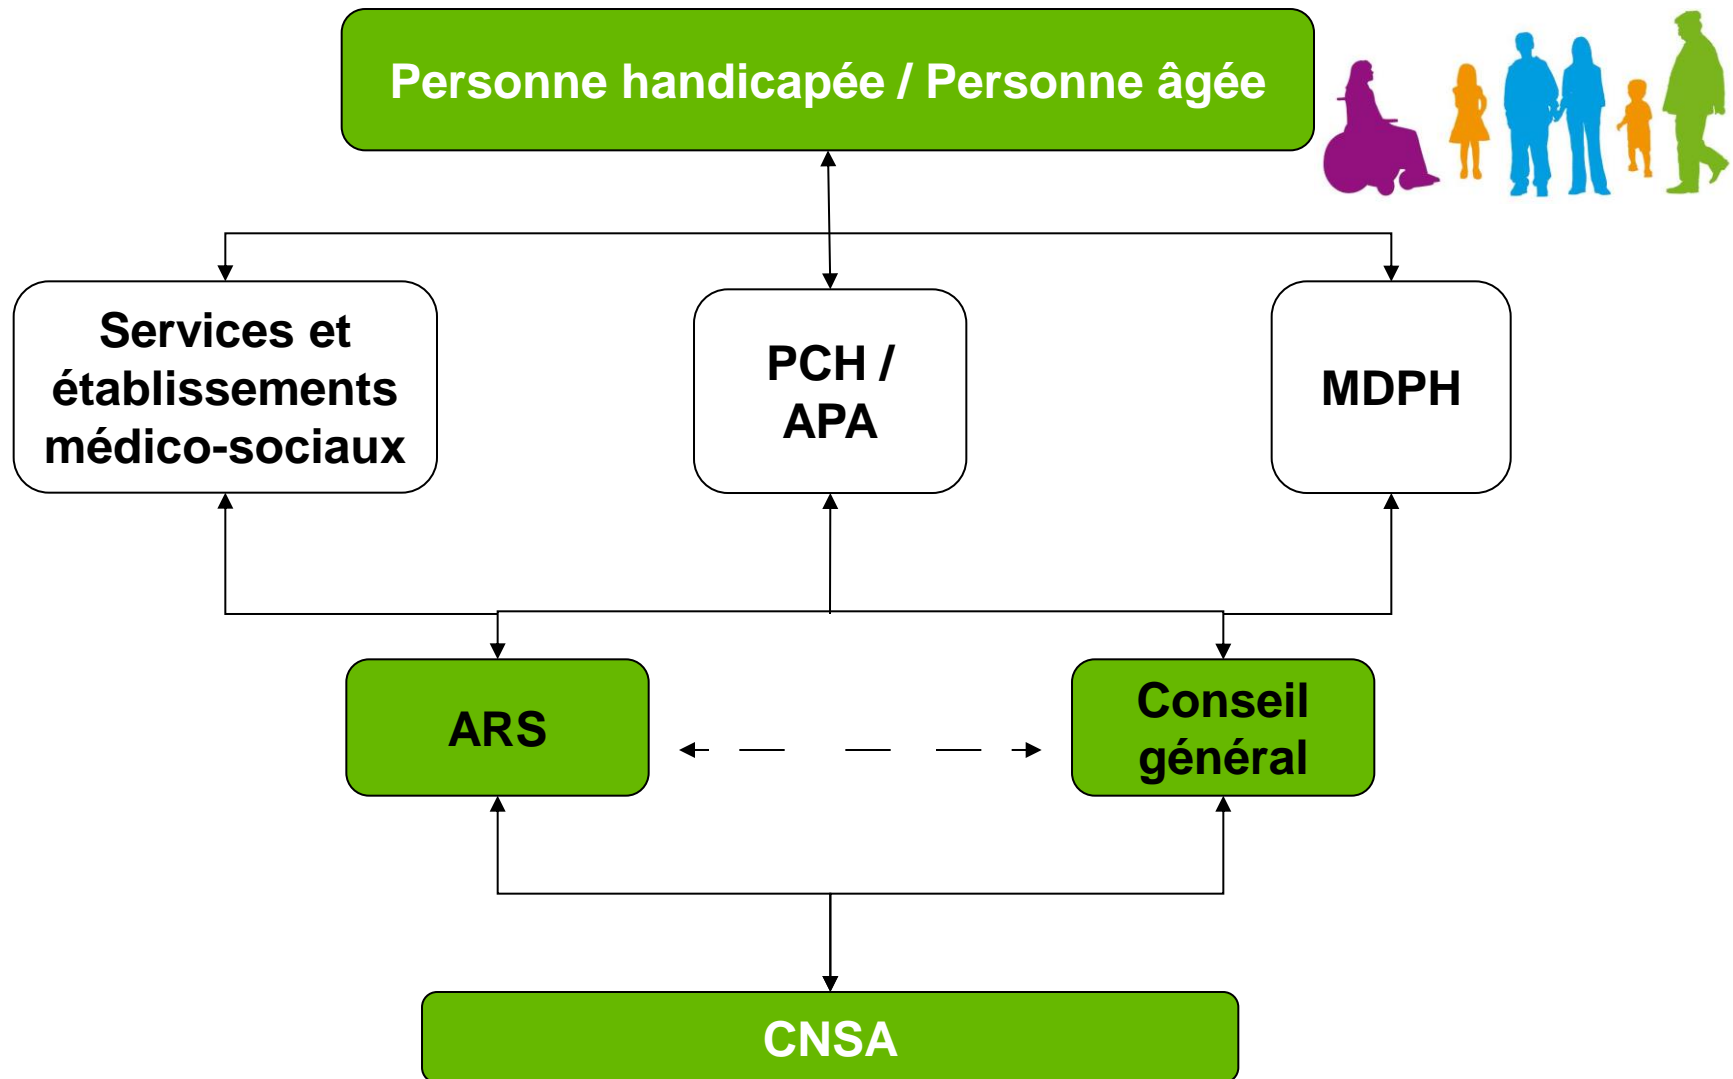 Personne handicapée / Personne âgée
Services et
établissements
médico-sociaux
PCH /
APA
MDPH
ARS
Conseil
général
CNSA